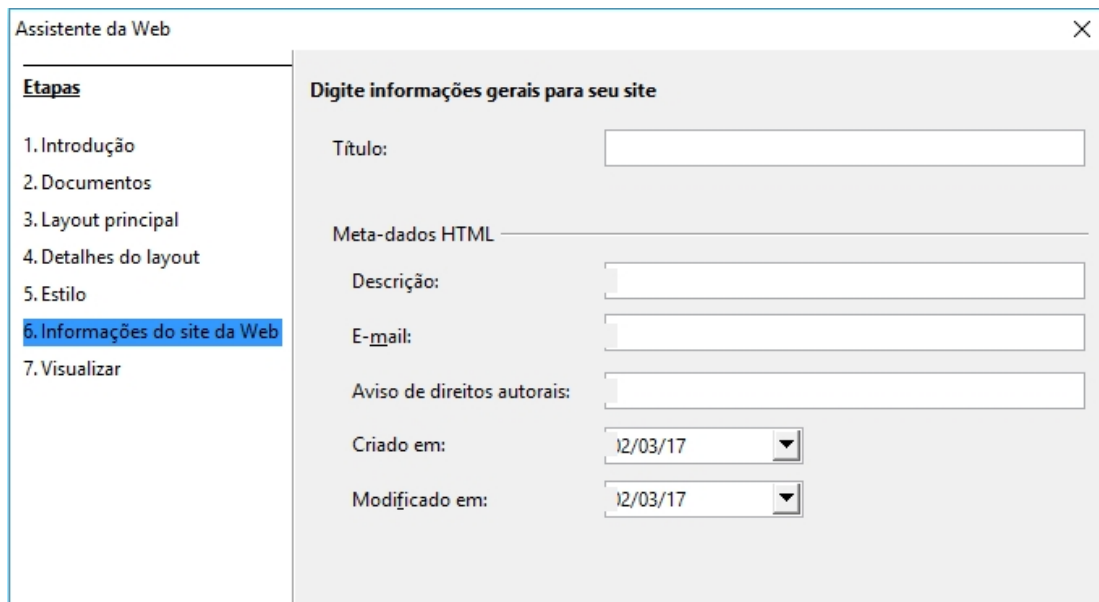 Assistente da Web
Etapas
1. Introdução
2. Documentos
3. Layout principal
4. Detalhes do layout
5. Estilo
6. Informações do site da Web
7. Visualizar
Digite informações gerais para seu site
Título:
Meta-dados HTML
Descrição:
E-mail:
Aviso de direitos autorais:
Criado em: 02/03/17
Modificado em: 02/03/17